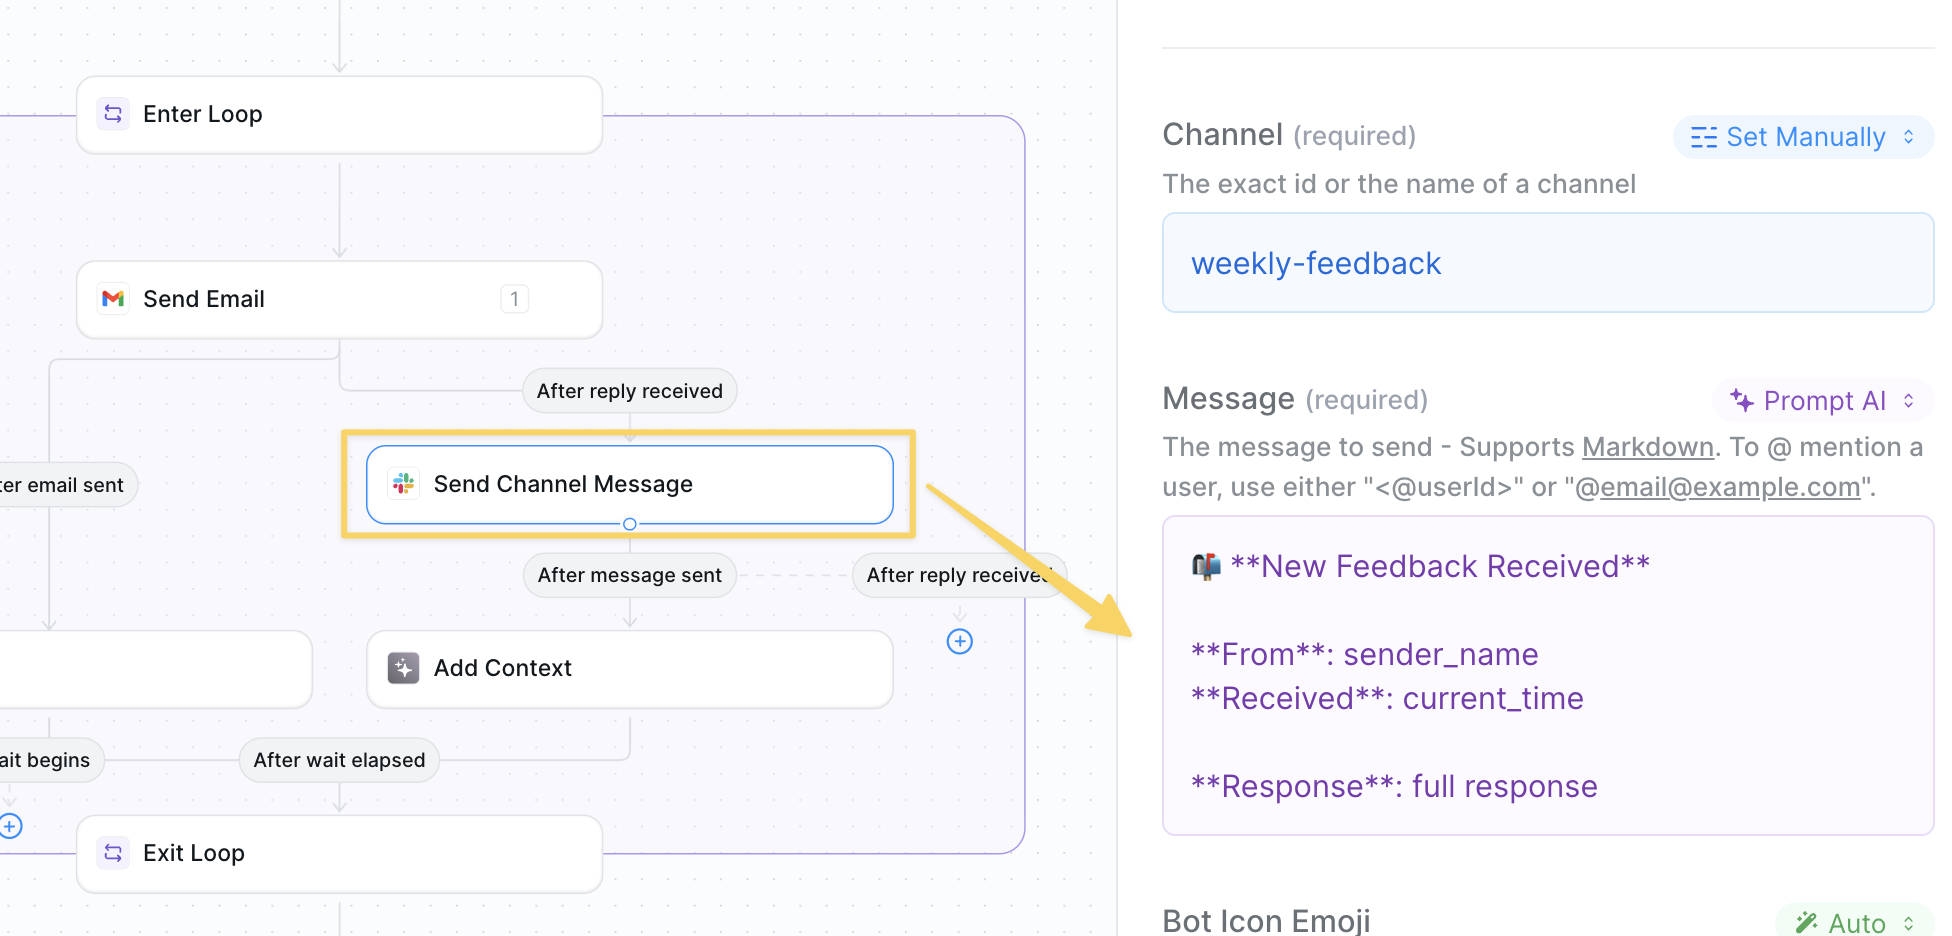 Enter Loop
Send Email
1
After reply received
ter email sent
Send Channel Message
After message sent
After reply received
Add Context
ait begins
After wait elapsed
Exit Loop
Channel (required)
Set Manually
The exact id or the name of a channel
weekly-feedback
Message (required)
Prompt AI
The message to send - Supports Markdown. To @ mention a
user, use either "<@userId>" or "@email@example.com".
**New Feedback Received**
**From**: sender_name
**Received**: current_time
**Response**: full response
Bot Icon Emoji
Auto